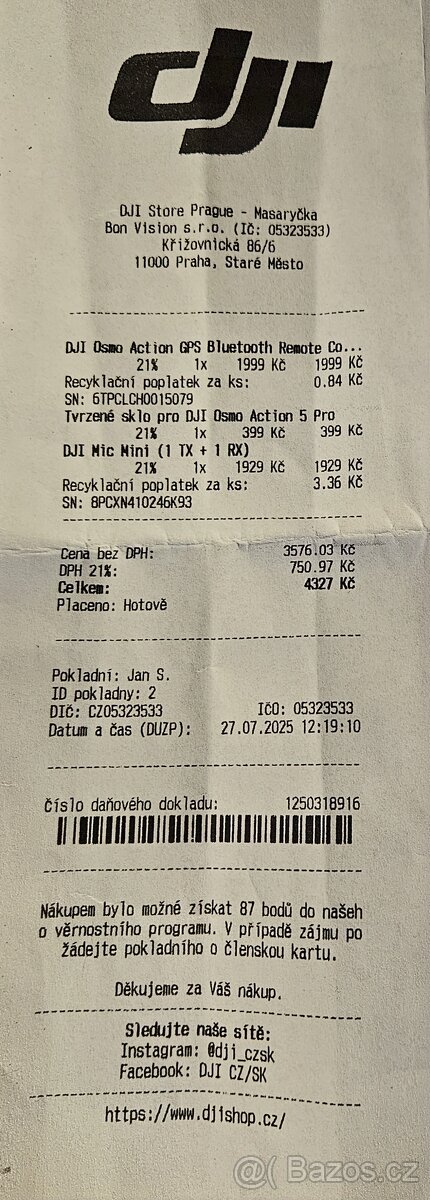 dji
DJI Store Prague - Masaryčka
Bon Vision s.r.o. (IČ: 05323533)
Křižovnická 86/6
11000 Praha, Staré Město
DJI Osmo Action GPS Bluetooth Remote Co...
21% 1x 1999 Kč 1999 Kč
Recyklační poplatek za ks: 0.84 Kč
SN: 6TPCLCH0015079
Tvrzené sklo pro DJI Osmo Action 5 Pro
21% 1x 399 Kč 399 Kč
DJI Mic Mini (1 TX + 1 RX)
21% 1x 1929 Kč 1929 Kč
Recyklační poplatek za ks: 3.36 Kč
SN: 8PCXN410246K93
Cena bez DPH: 3576.03 Kč
DPH 21%: 750.97 Kč
Celkem: 4327 Kč
Placeno: Hotově
Pokladní: Jan S.
ID pokladny: 2
DIČ: CZ05323533 IČO: 05323533
Datum a čas (DUZP): 27.07.2025 12:19:10
číslo daňového dokladu: 1250318916
Nákupem bylo možné získat 87 bodů do našeh
o věrnostního programu. V případě zájmu po
žádejte pokladního o členskou kartu.
Děkujeme za Váš nákup.
Sledujte naše sítě:
Instagram: @dji_czsk
Facebook: DJI CZ/SK
https://www.djishop.cz/
@( Bazoš.cz